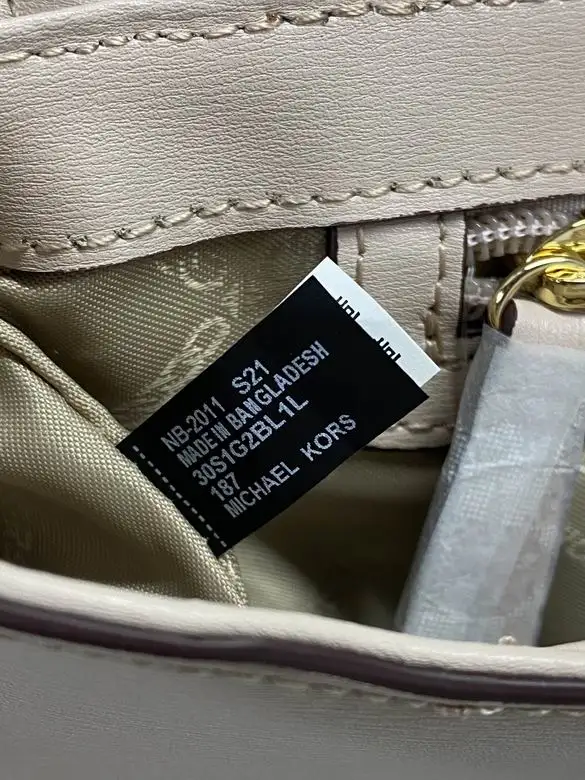 NB-2011 S21
MADE IN BANGLADESH
30S1G2BL1L
187
MICHAEL KORS